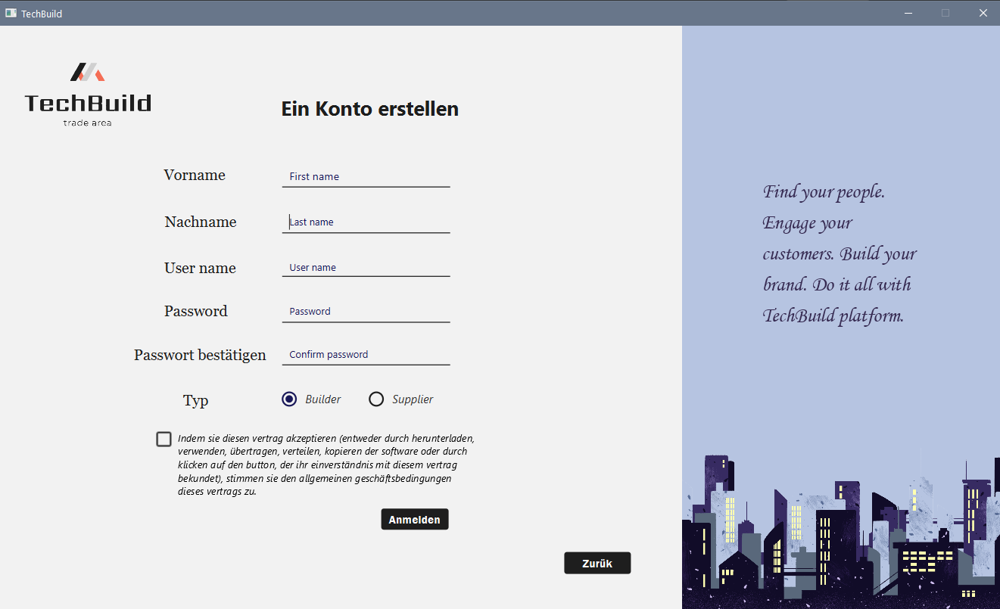 TechBuild
TechBuild
trade area
Ein Konto erstellen
Vorname
First name
Nachname
Last name
User name
User name
Password
Password
Passwort bestätigen
Confirm password
Typ
Builder
Supplier
Indem sie diesen vertrag akzeptieren (entweder durch herunterladen,
verwenden, übertragen, verteilen, kopieren der software oder durch
klicken auf den button, der ihr einverständnis mit diesem vertrag
bekundet), stimmen sie den allgemeinen geschäftsbedingungen
dieses vertrags zu.
Anmelden
Zurük
Find your people.
Engage your
customers. Build your
brand. Do it all with
TechBuild platform.